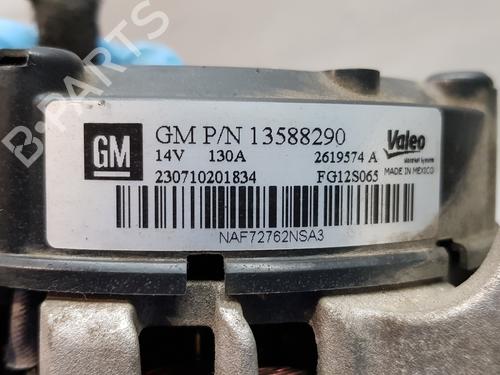 B-PARTS
GM
GM P/N 13588290
Valeo
14V 130A 2619574 A
MADE IN MEXICO
230710201834 FG12S065
NAF72762NSA3